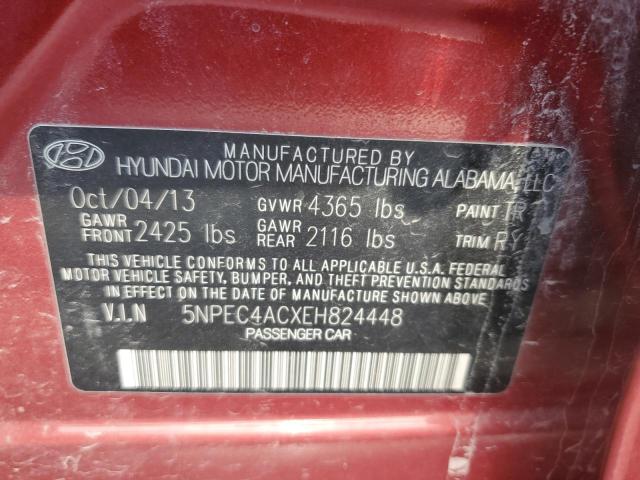 MANUFACTURED BY
HYUNDAI MOTOR MANUFACTURING ALABAMA, LLC
Oct/04/13 GVWR 4365 lbs PAINT TR
GAWR FRONT 2425 lbs GAWR REAR 2116 lbs TRIM RY
THIS VEHICLE CONFORMS TO ALL APPLICABLE U.S.A. FEDERAL
MOTOR VEHICLE SAFETY, BUMPER, AND THEFT PREVENTION STANDARDS
IN EFFECT ON THE DATE OF MANUFACTURE SHOWN ABOVE.
V.I.N 5NPEC4ACXEH824448
PASSENGER CAR